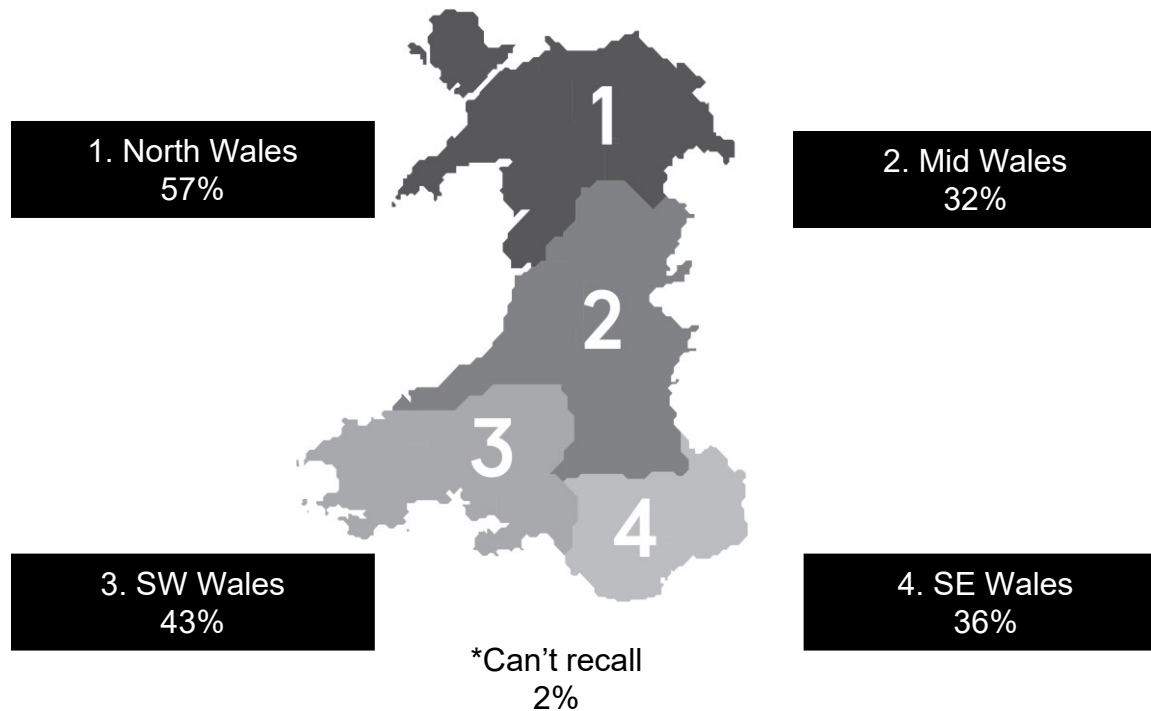 1
1. North Wales
57%
2. Mid Wales
32%
2
3
4
3. SW Wales
43%
4. SE Wales
36%
*Can't recall
2%